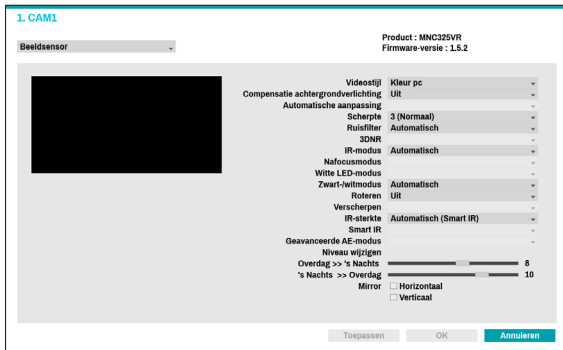 1. CAM1
Product : MNC325VR
Beeldsensor
Firmware-versie : 1.5.2
Videostijl Kleur pc
Compensatie achtergrondverlichting Uit
Automatische aanpassing
Scherpte 3 (Normaal)
Ruisfilter Automatisch
3DNR
IR-modus Automatisch
Nafocusmodus
Witte LED-modus
Zwart-/witmodus Automatisch
Roteren Uit
Verscherpen
IR-sterkte Automatisch (Smart IR)
Smart IR
Geavanceerde AE-modus
Niveau wijzigen
Overdag >> 's Nachts 8
's Nachts >> Overdag 10
Mirror Horizontaal
Verticaal
Toepassen OK Annuleren